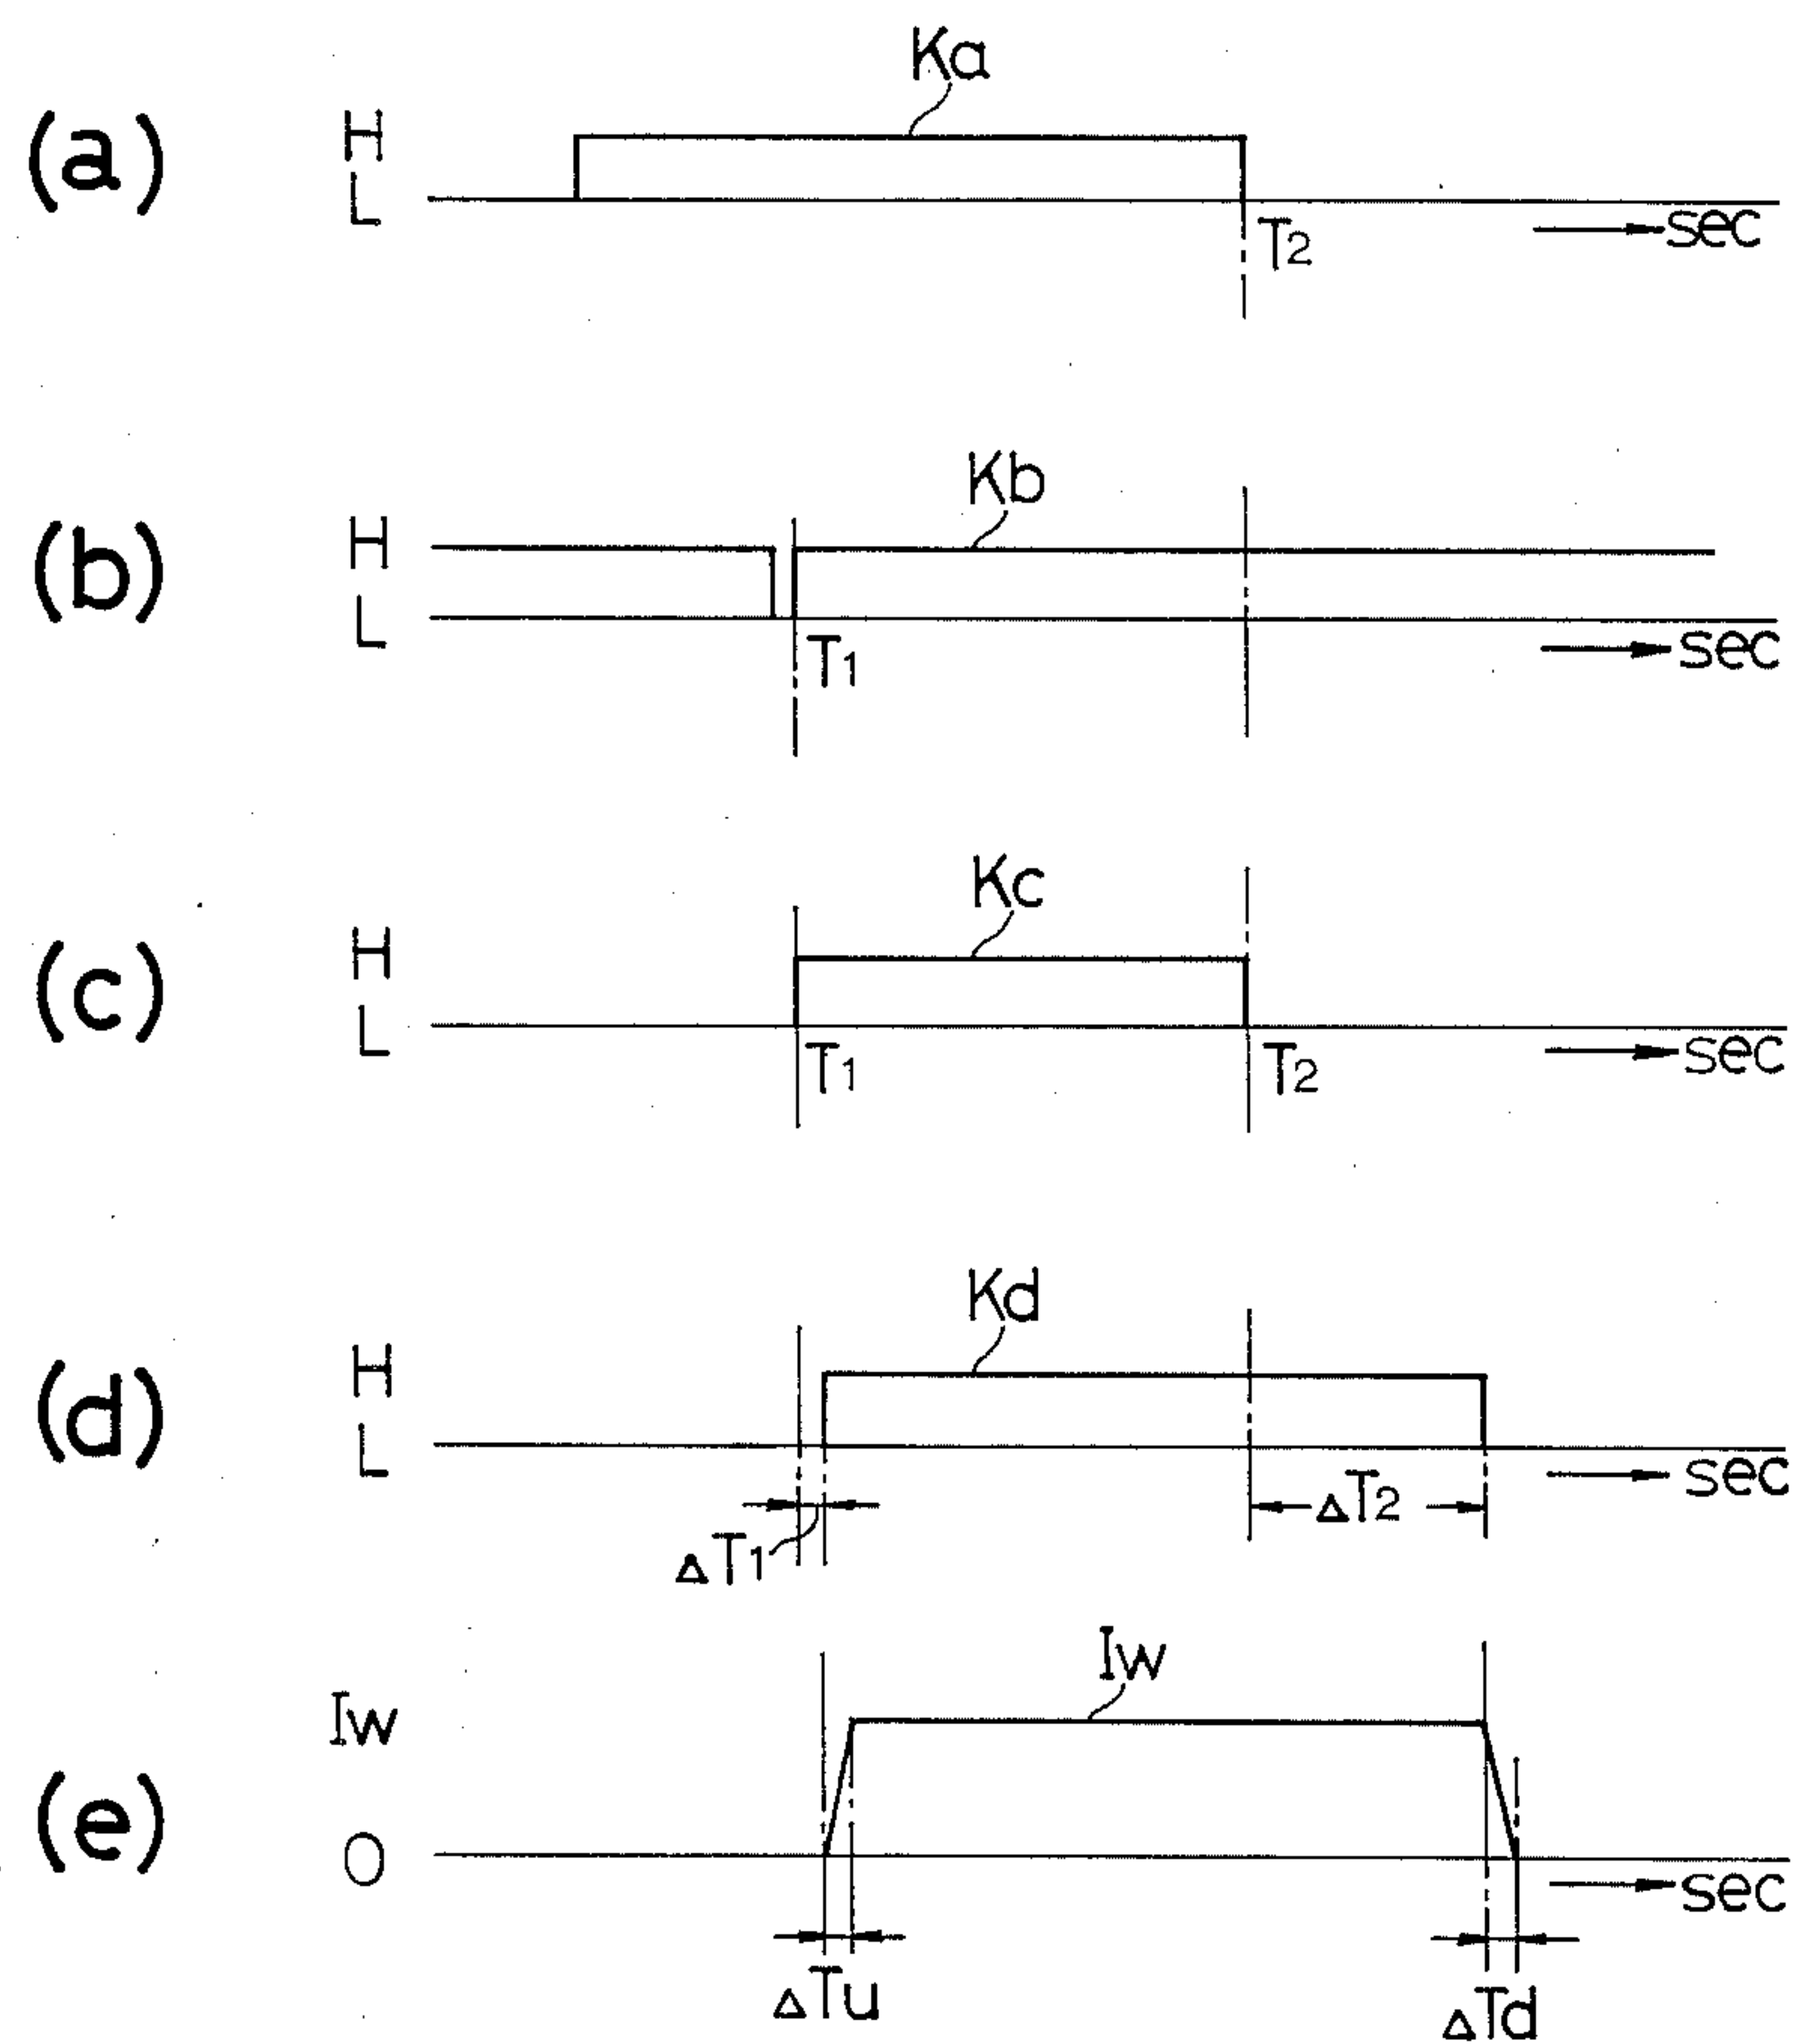 Ka
(a)
H
L
T2
sec
Kb
(b)
H
L
T1
sec
Kc
(c)
H
L
T1
T2
sec
Kd
(d)
H
L
sec
ΔT1
ΔT2
Iw
Iw
(e)
O
sec
ΔTu
ΔTd